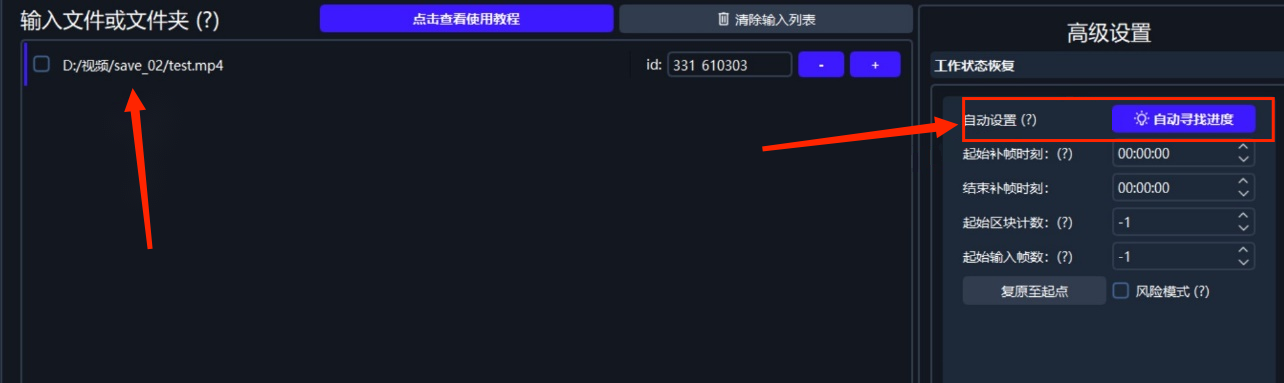 输入文件或文件夹 (?)
点击查看使用教程
清除输入列表
D:/视频/save_02/test.mp4
id: 331 610303
-
+
高级设置
工作状态恢复
自动设置 (?)
自动寻找进度
起始补帧时刻: (?)
00:00:00
结束补帧时刻:
00:00:00
起始区块计数: (?)
-1
起始输入帧数: (?)
-1
复原至起点
风险模式 (?)